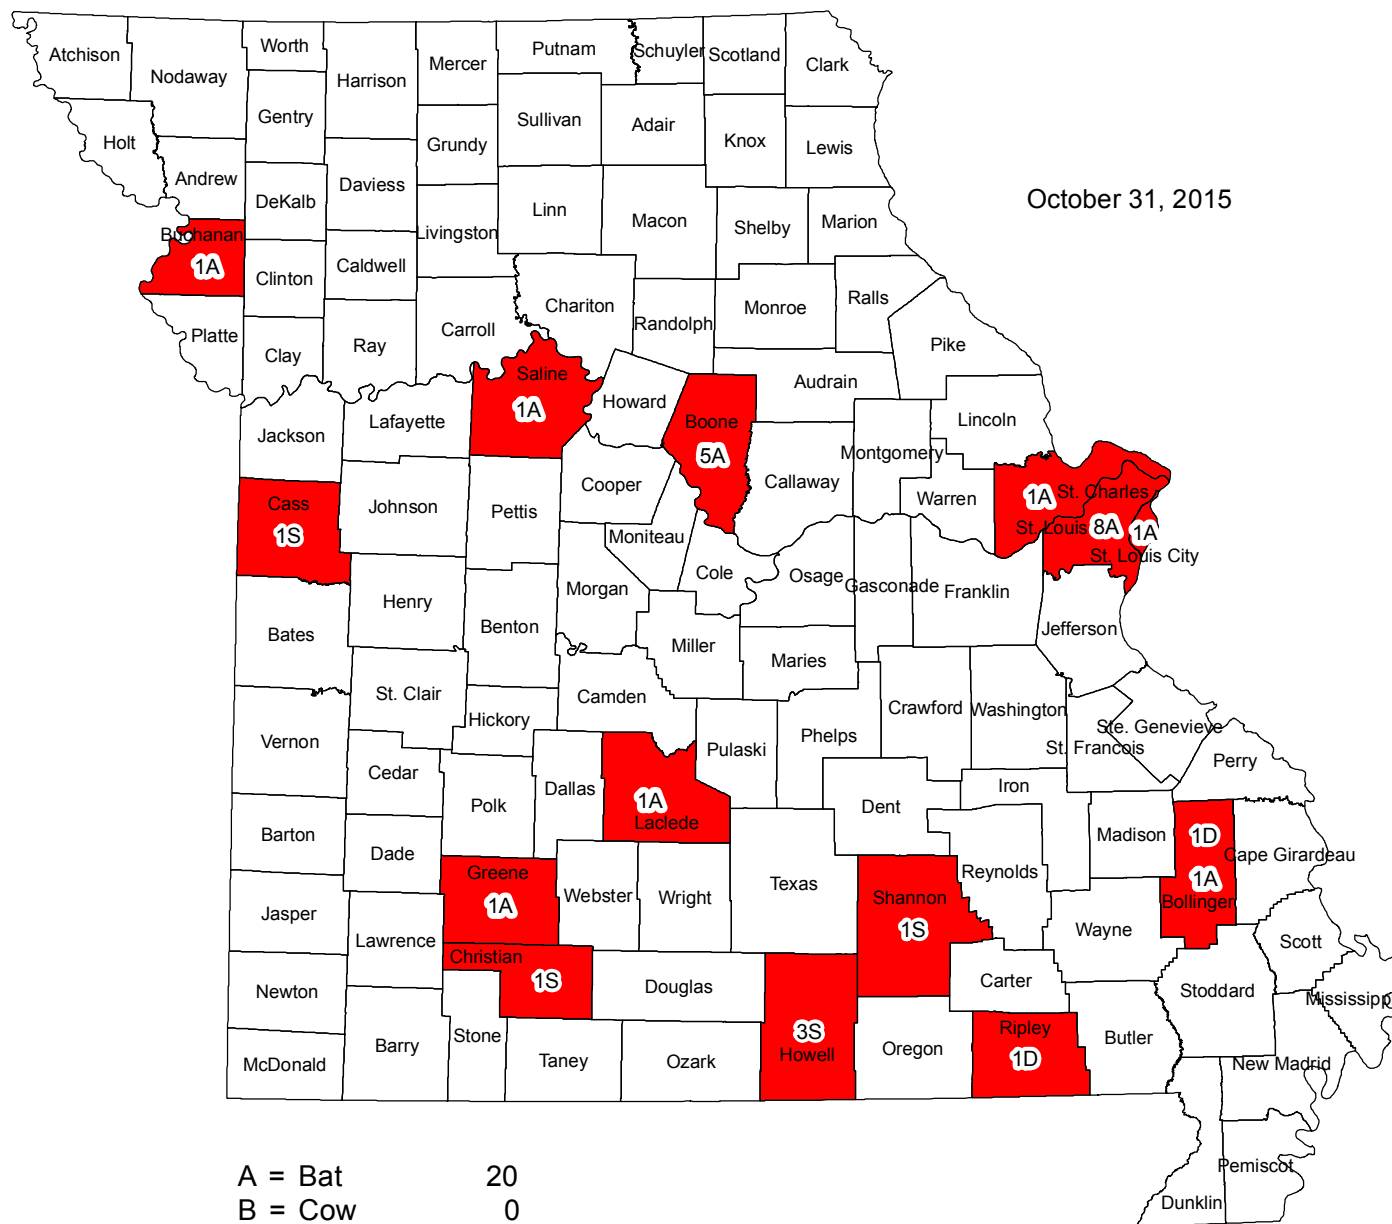 Atchison
Nodaway
Worth
Harrison
Mercer
Putnam
Schuyler
Scotland
Clark
Gentry
Sullivan
Adair
Knox
Lewis
Holt
Grundy
Andrew
DeKalb
Daviess
Linn
Macon
Shelby
Marion
October 31, 2015
Buchanan
1A
Livingston
Clinton
Caldwell
Chariton
Randolph
Monroe
Ralls
Platte
Clay
Ray
Carroll
Pike
Saline
1A
Howard
Audrain
Boone
5A
Lincoln
Jackson
Lafayette
Montgomery
Callaway
Warren
Cooper
Cass
1S
Johnson
Pettis
1A
St. Charles
St. Louis
8A
1A
St. Louis City
Moniteau
Cole
Osage
Gasconade
Franklin
Morgan
Henry
Bates
Benton
Miller
Maries
Jefferson
St. Clair
Camden
Hickory
Crawford
Washington
Ste. Genevieve
St. Francois
Vernon
Pulaski
Phelps
Perry
Cedar
Polk
Dallas
1A
Laclede
Dent
Iron
Barton
Madison
1D
1A
Bollinger
Cape Girardeau
Dade
Greene
1A
Webster
Wright
Texas
Reynolds
Shannon
1S
Jasper
Lawrence
Wayne
Scott
Christian
1S
Douglas
Carter
Newton
Stoddard
Mississipp
Barry
Stone
Taney
Ozark
3S
Howell
Oregon
Ripley
1D
Butler
McDonald
New Madrid
Pemiscot
Dunklin
A = Bat 20
B = Cow 0